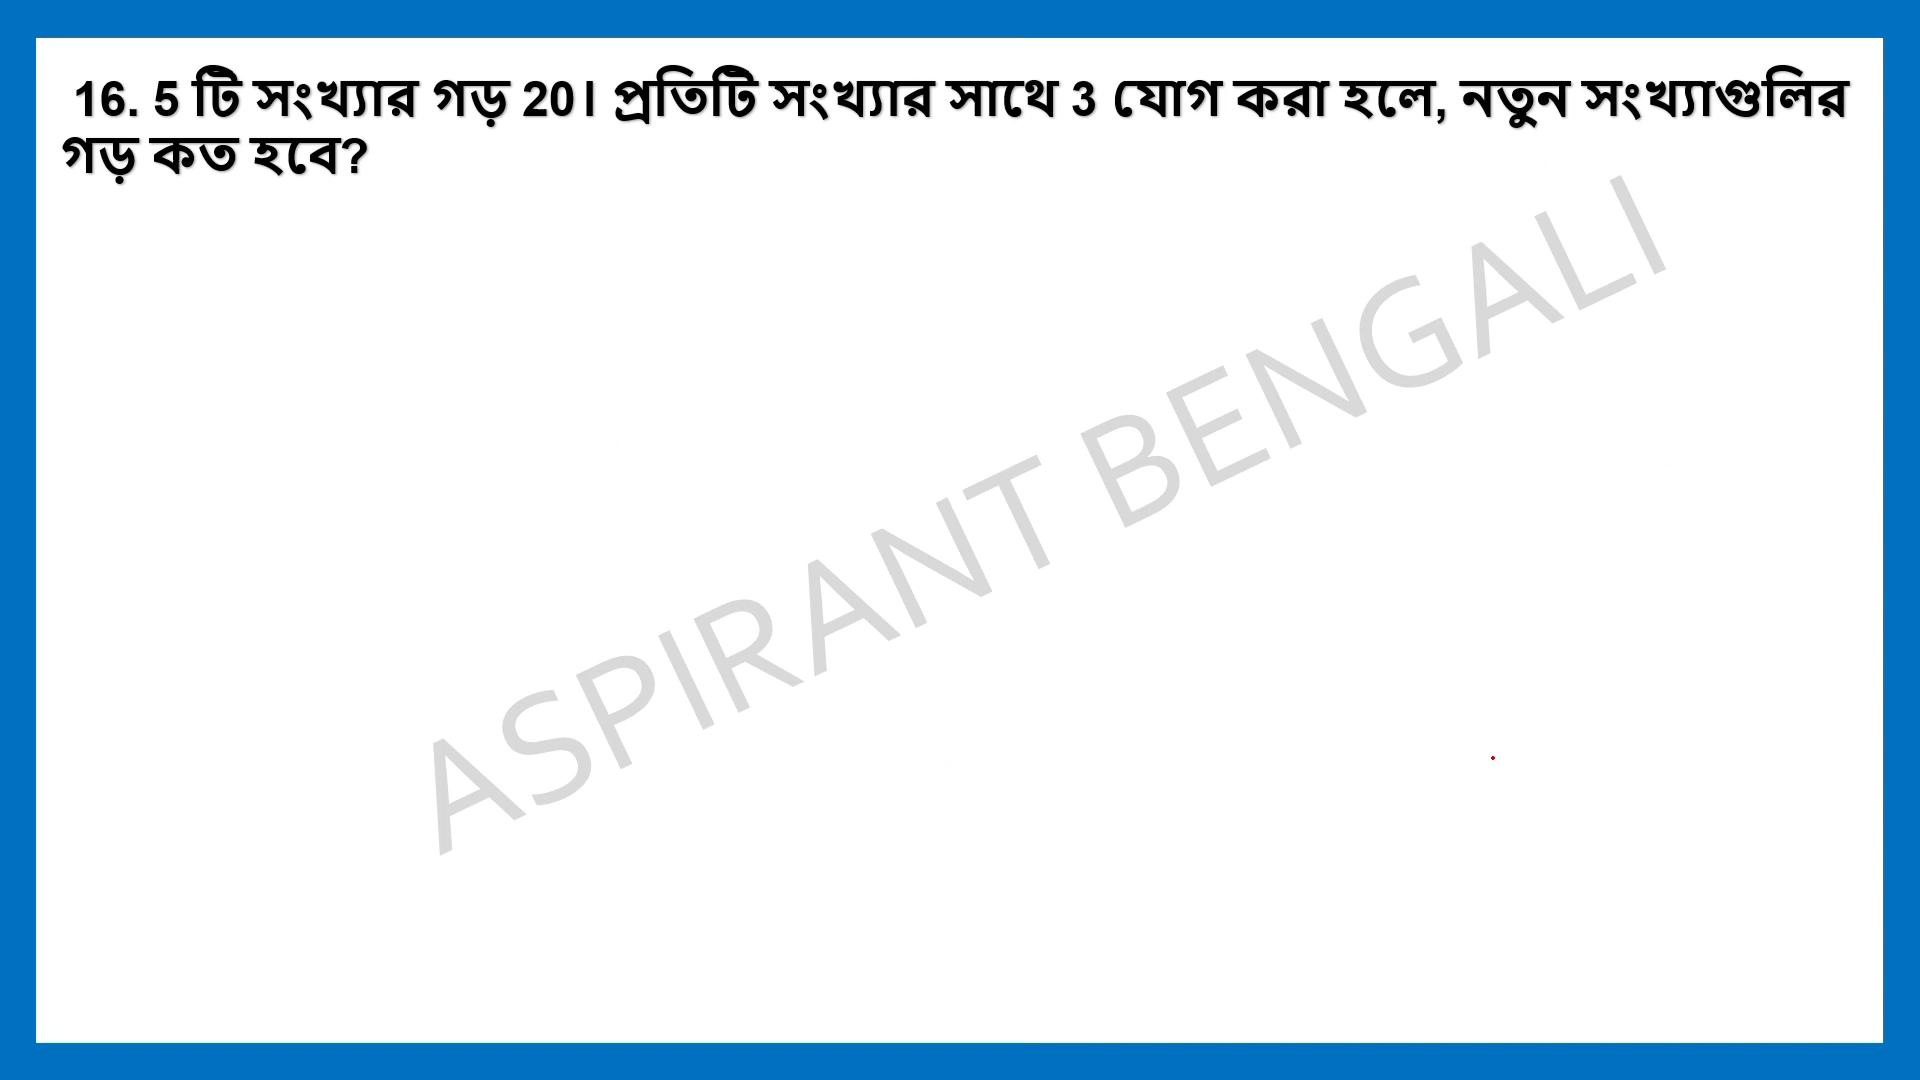 16. 5 টি সংখ্যার গড় 20। প্রতিটি সংখ্যার সাথে 3 যোগ করা হলে, নতুন সংখ্যাগুলির
গড় কত হবে?
ASPIRANT BENGALI